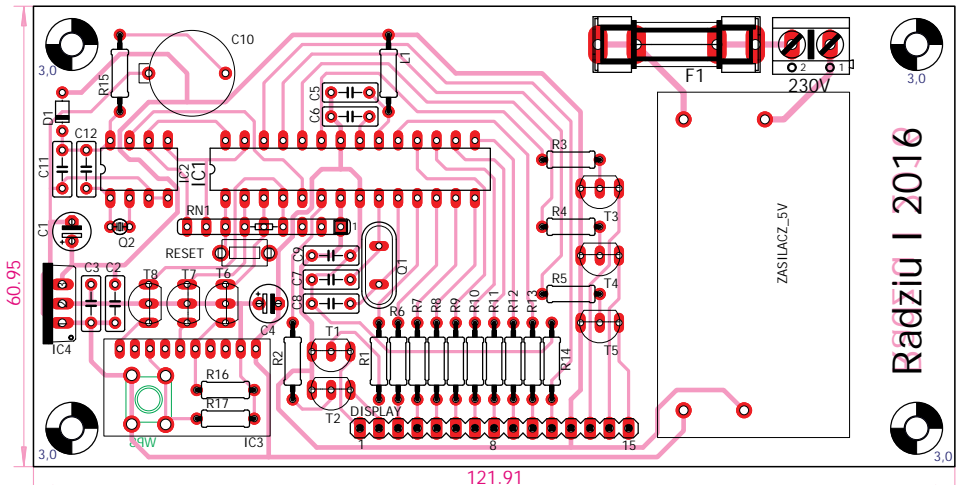 C10
3,0
R15
L1
F1
2
1
230V
3,0
D1
C5
C6
C11
C12
IC2
IC1
R3
T3
RN1
1
C1
Q2
RESET
C9
Q1
R4
T4
ZASILACZ_5V
Radziu I 2016
60.95
C3
C2
T8
T7
T6
C7
C8
C4
R5
T5
IC4
R2
T1
R1
R6
R7
R8
R9
R10
R11
R12
R13
R14
R16
R17
T2
DISPLAY
WPS
IC3
1
8
15
3,0
3,0
121.91